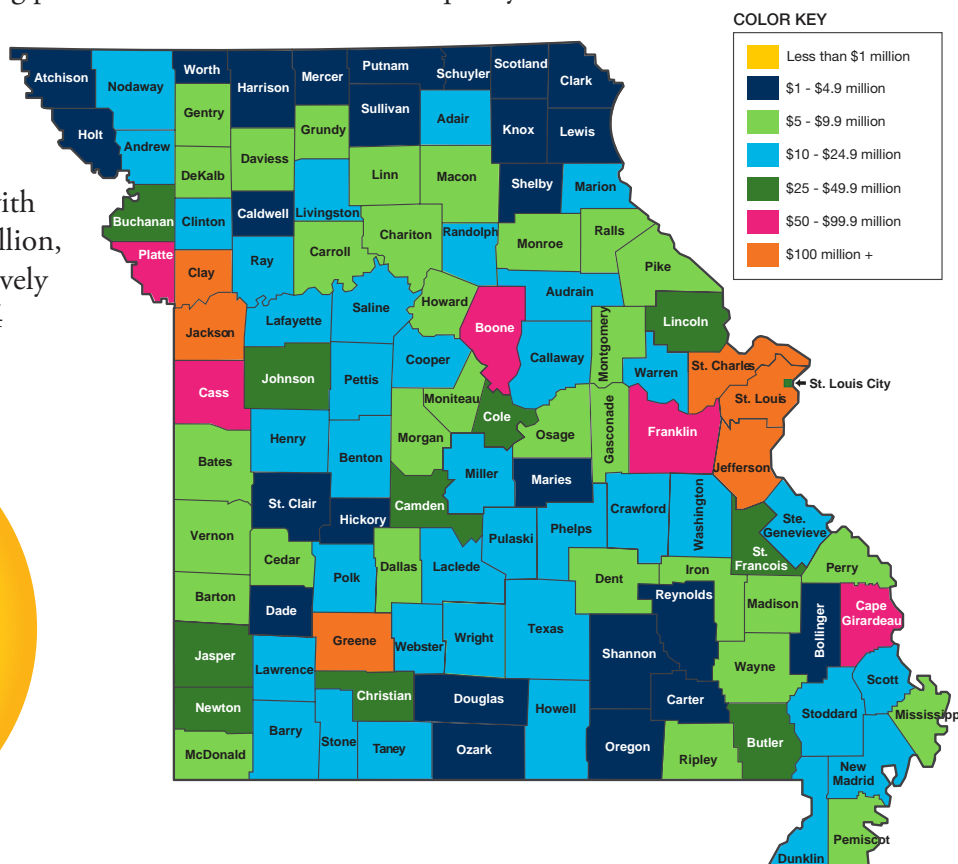 COLOR KEY
Less than $1 million
$1 - $4.9 million
$5 - $9.9 million
$10 - $24.9 million
$25 - $49.9 million
$50 - $99.9 million
$100 million +
Atchison
Nodaway
Worth
Harrison
Mercer
Putnam
Schuyler
Scotland
Clark
Holt
Andrew
Gentry
Grundy
Sullivan
Adair
Knox
Lewis
DeKalb
Daviess
Linn
Macon
Shelby
Marion
Buchanan
Clinton
Caldwell
Livingston
Chariton
Randolph
Monroe
Ralls
Platte
Clay
Ray
Carroll
Howard
Audrain
Pike
Jackson
Lafayette
Saline
Boone
Callaway
Montgomery
Lincoln
Cass
Johnson
Pettis
Cooper
Moniteau
Cole
Warren
St. Charles
St. Louis City
St. Louis
Henry
Benton
Morgan
Osage
Gasconade
Franklin
Jefferson
Bates
St. Clair
Hickory
Camden
Miller
Maries
Crawford
Washington
Ste.
Genevieve
Vernon
Cedar
Polk
Dallas
Laclede
Pulaski
Phelps
St.
Francois
Perry
Barton
Dade
Dent
Iron
Reynolds
Madison
Bollinger
Cape
Girardeau
Jasper
Lawrence
Greene
Webster
Wright
Texas
Shannon
Wayne
Scott
Newton
Christian
Douglas
Howell
Carter
Stoddard
Mississipp
McDonald
Barry
Stone
Taney
Ozark
Oregon
Ripley
Butler
New
Madrid
Pemiscot
Dunklin
ith
llion,
vely